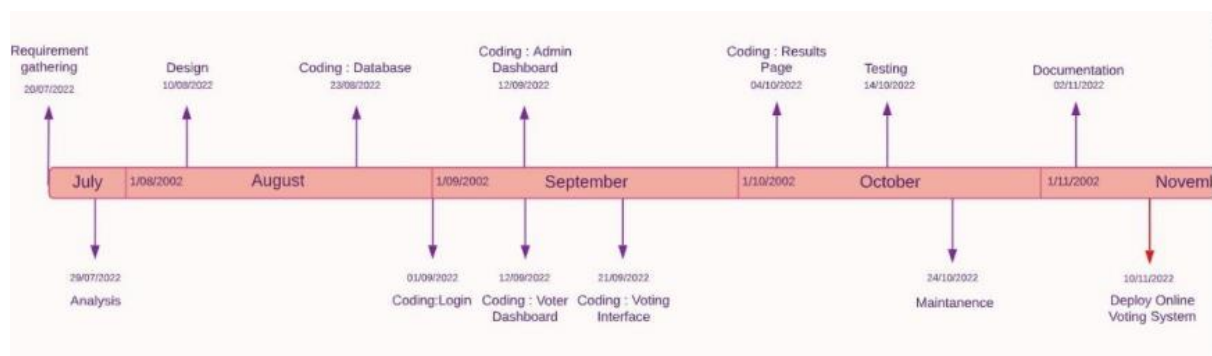 Requirement
gathering
20/07/2022
Design
10/08/2022
Coding : Database
23/08/2022
Coding : Admin
Dashboard
12/09/2022
Coding : Results
Page
04/10/2022
Testing
14/10/2022
Documentation
02/11/2022
July 1/08/2002 August 1/09/2002 September 1/10/2002 October 1/11/2002 Novemb
29/07/2022
Analysis
01/09/2022
Coding:Login
12/09/2022
Coding : Voter
Dashboard
21/09/2022
Coding : Voting
Interface
24/10/2022
Maintanence
10/11/2022
Deploy Online
Voting System